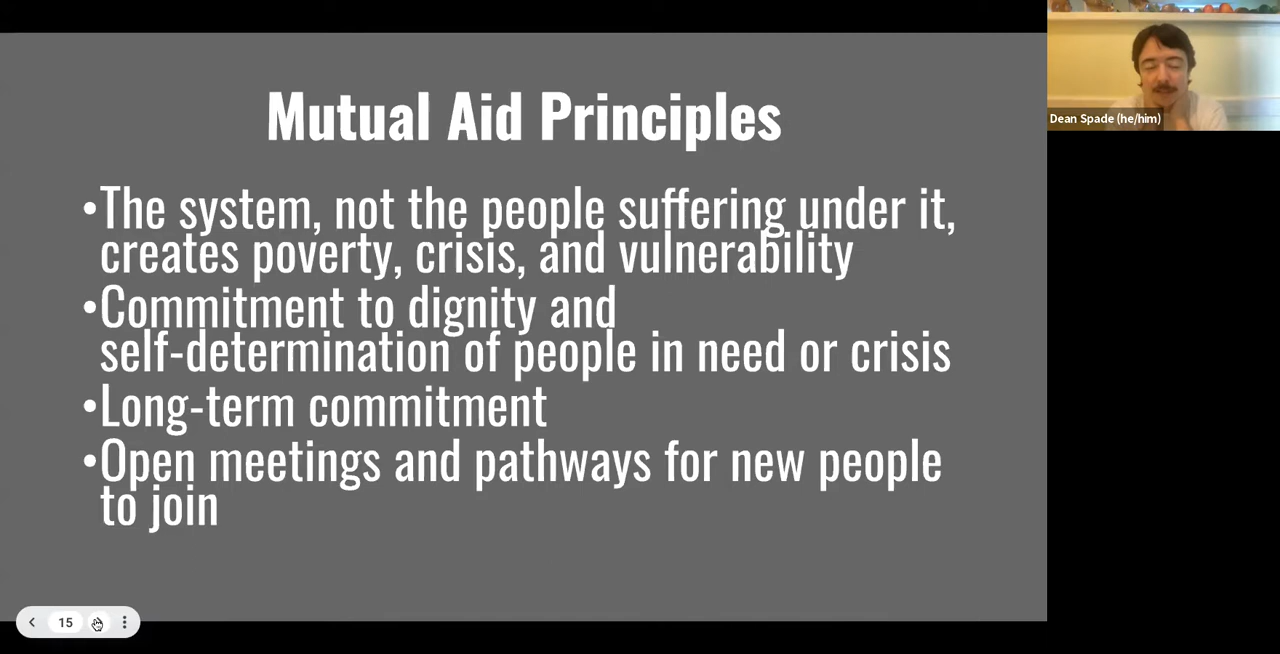 Mutual Aid Principles
•The system, not the people suffering under it,
creates poverty, crisis, and vulnerability
•Commitment to dignity and
self-determination of people in need or crisis
•Long-term commitment
•Open meetings and pathways for new people
to join
15
Dean Spade (he/him)